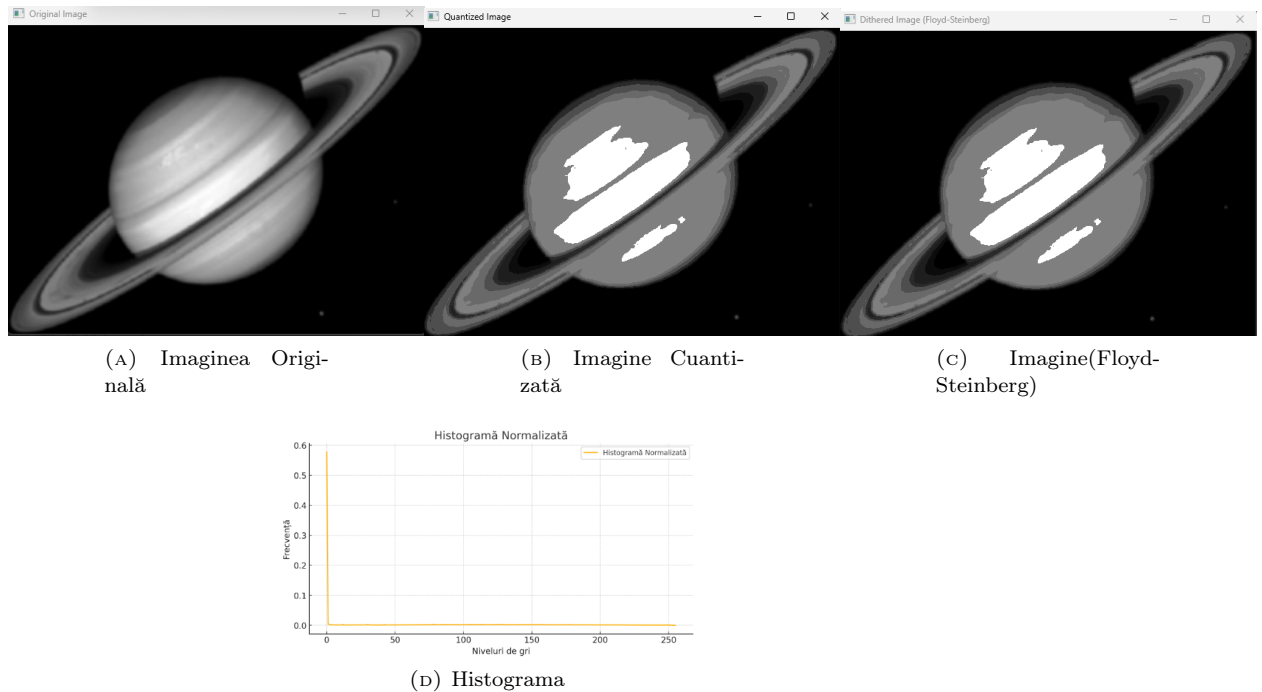 Original Image
Quantized Image
Dithered Image (Floyd-Steinberg)
(A) Imaginea Origi-
nală
(B) Imagine Cuanti-
zată
(C) Imagine(Floyd-
Steinberg)
Histogramă Normalizată
Histogramă Normalizată
0.6
0.5
0.4
0.3
0.2
0.1
0.0
Frecvență
0 50 100 150 200 250
Niveluri de gri
(D) Histograma